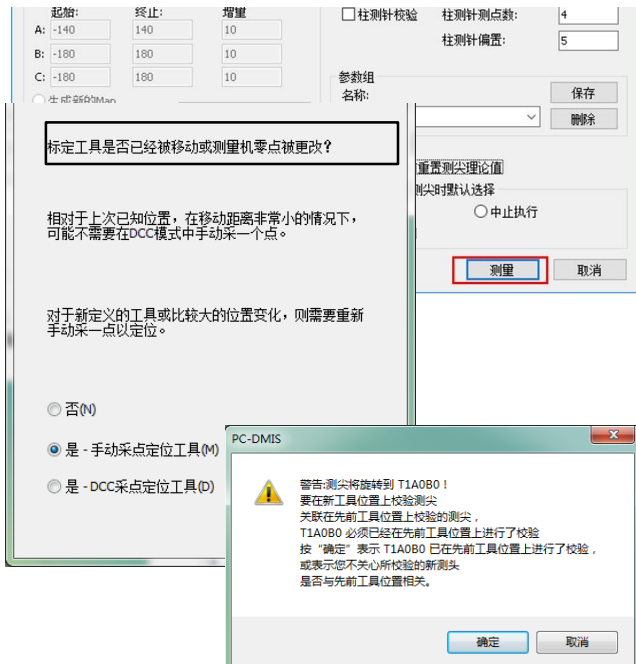 起始: 终止: 增量
A: -140 140 10
B: -180 180 10
C: -180 180 10
生成新的Map
柱测针校验 柱测针测点数: 4
柱测针偏置: 5
参数组
名称:
保存
删除
重置测尖理论值
测尖时默认选择
中止执行
测量 取消
标定工具是否已经被移动或测量机零点被更改?
相对于上次已知位置，在移动距离非常小的情况下，
可能不需要在DCC模式中手动采一个点。
对于新定义的工具或比较大的位置变化，则需要重新
手动采一点以定位。
否(N)
是 - 手动采点定位工具(M)
是 - DCC采点定位工具(D)
PC-DMIS
警告:测尖将旋转到 T1A0B0！
要在新工具位置上校验测尖
关联在先前工具位置上校验的测尖，
T1A0B0 必须已经在先前工具位置上进行了校验
按“确定”表示 T1A0B0 已在先前工具位置上进行了校验，
或表示您不关心所校验的新测头
是否与先前工具位置相关。
确定 取消